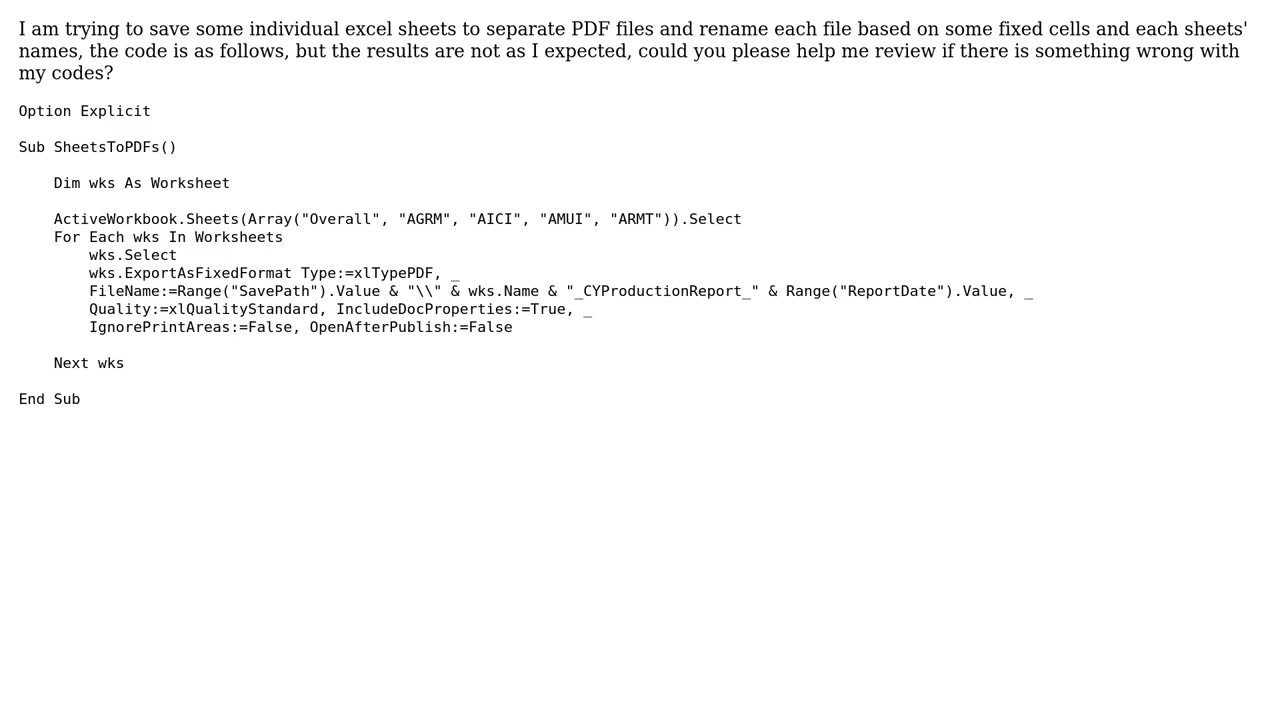 I am trying to save some individual excel sheets to separate PDF files and rename each file based on some fixed cells and each sheets'
names, the code is as follows, but the results are not as I expected, could you please help me review if there is something wrong with
my codes?
Option Explicit
Sub SheetsToPDFs()
    Dim wks As Worksheet
    ActiveWorkbook.Sheets(Array("Overall", "AGRM", "AICI", "AMUI", "ARMT")).Select
    For Each wks In Worksheets
        wks.Select
        wks.ExportAsFixedFormat Type:=xlTypePDF, _
        FileName:=Range("SavePath").Value & "\\" & wks.Name & "_CYProductionReport_" & Range("ReportDate").Value, _
        Quality:=xlQualityStandard, IncludeDocProperties:=True, _
        IgnorePrintAreas:=False, OpenAfterPublish:=False
    Next wks
End Sub